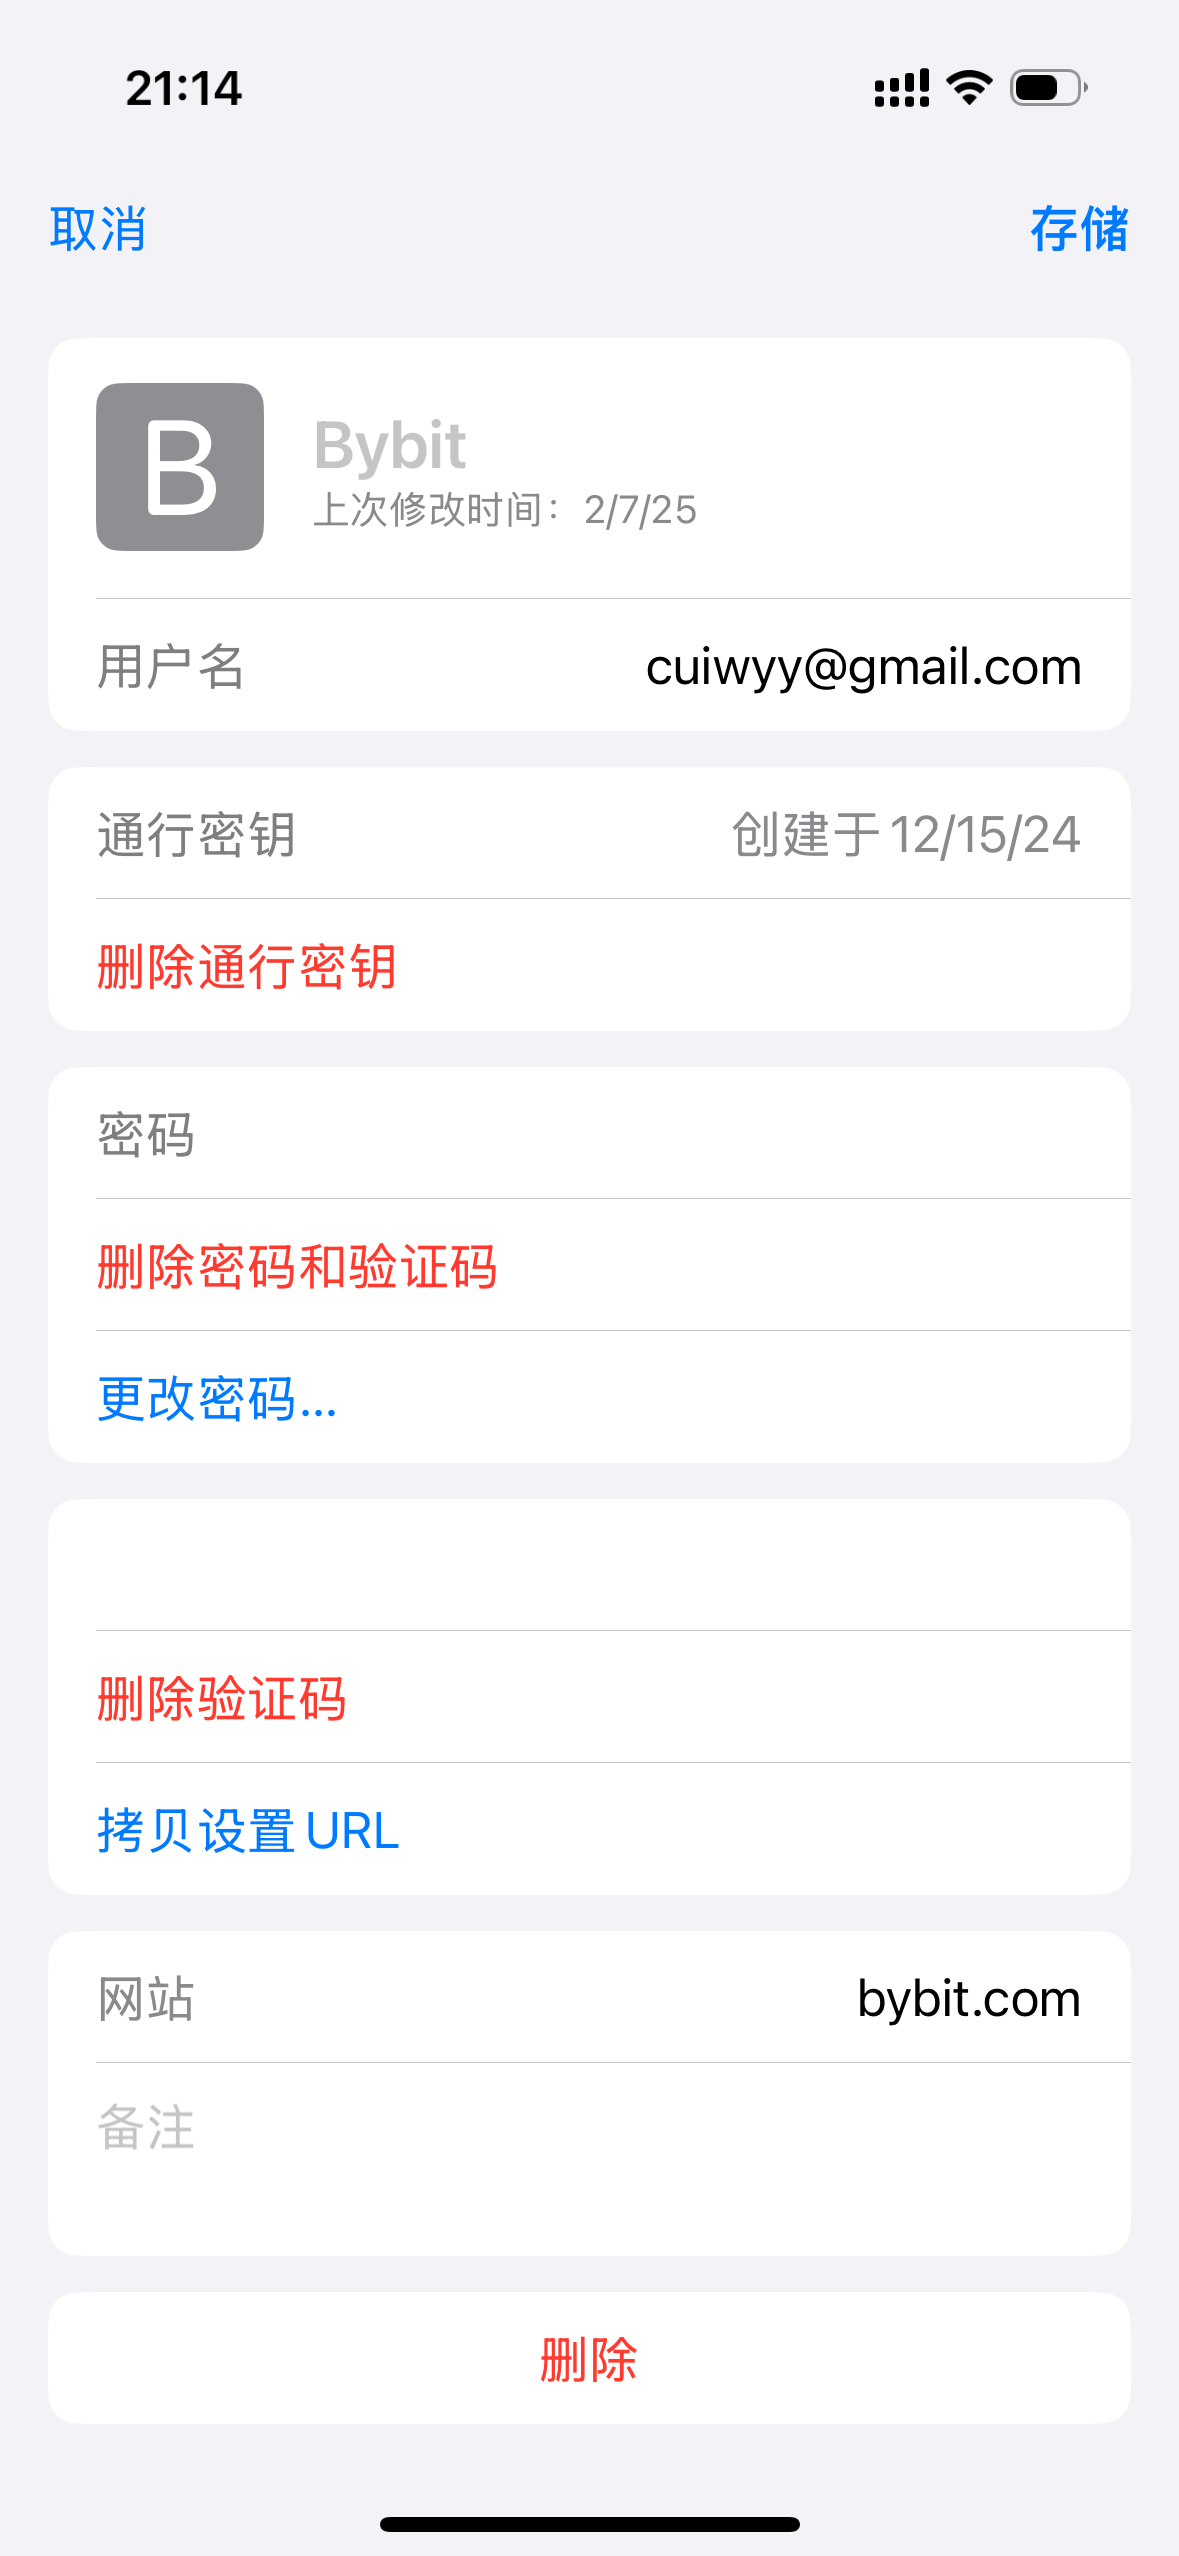 21:14
取消
存储
B
Bybit
上次修改时间：2/7/25
用户名
cuiwyy@gmail.com
通行密钥
创建于 12/15/24
删除通行密钥
密码
删除密码和验证码
更改密码...
删除验证码
拷贝设置 URL
网站
bybit.com
备注
删除